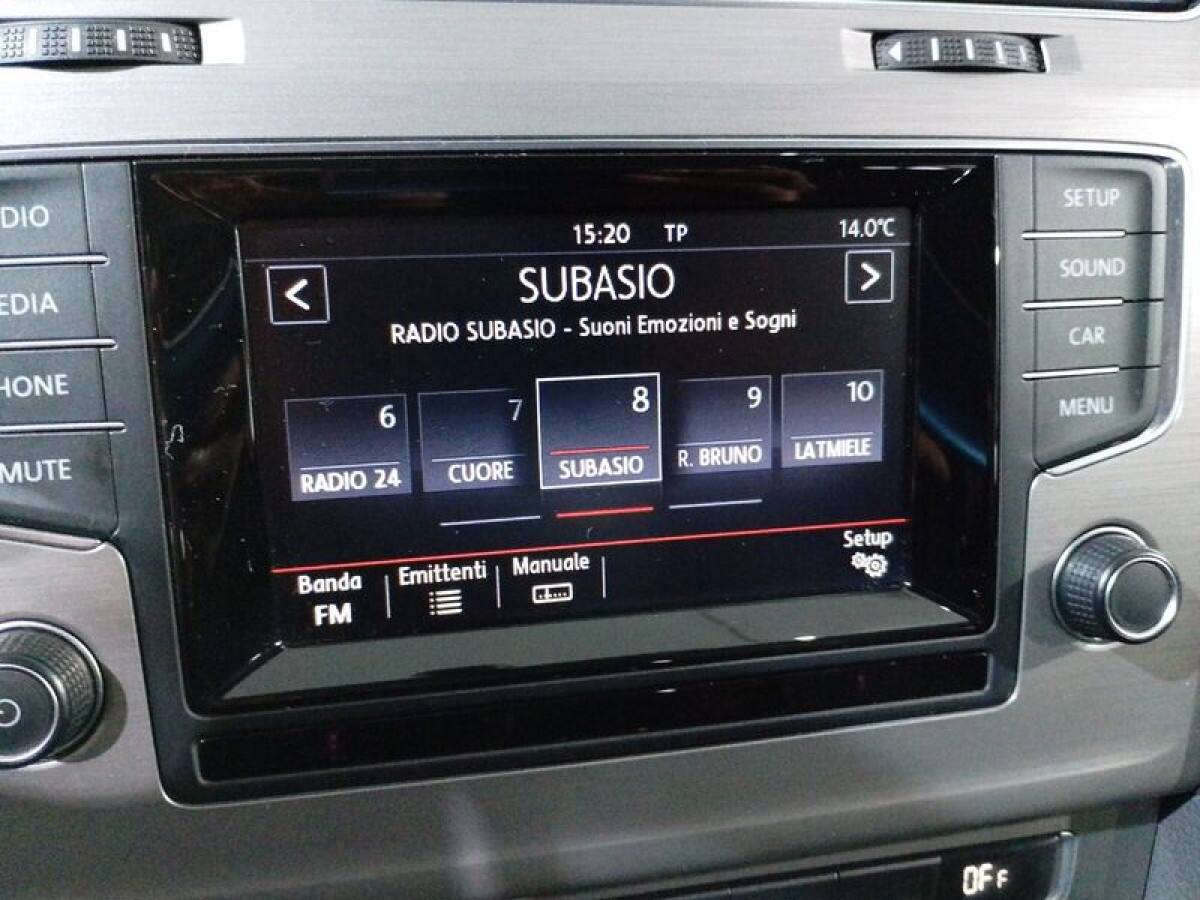 15:20 TP 14.0°C
<
SUBASIO
>
RADIO SUBASIO - Suoni Emozioni e Sogni
6 7 8 9 10
RADIO 24 CUORE SUBASIO R. BRUNO LATMIELE
Banda Emittenti Manuale Setup
FM
DIO
EDIA
HONE
MUTE
SETUP
SOUND
CAR
MENU
OFF